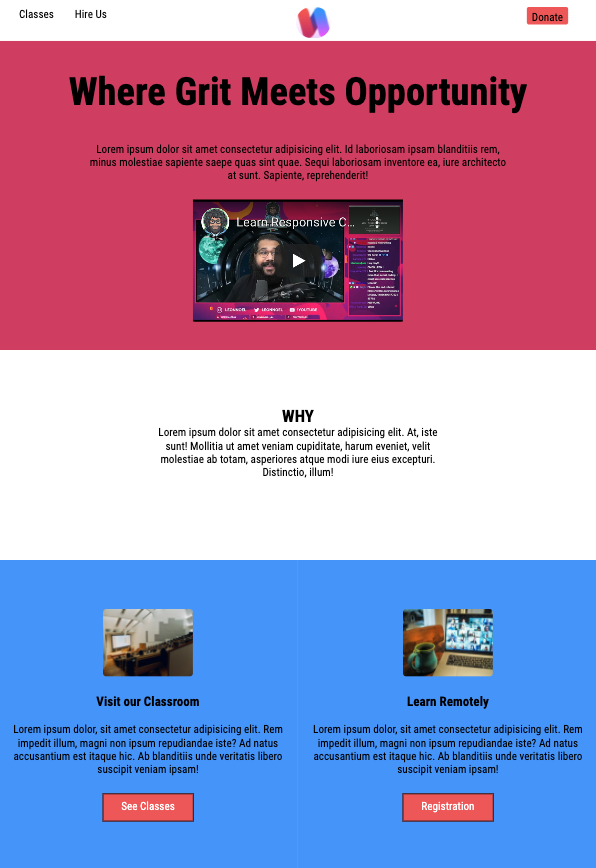 Classes Hire Us Donate
Where Grit Meets Opportunity
Lorem ipsum dolor sit amet consectetur adipisicing elit. Id laboriosam ipsam blanditiis rem,
minus molestiae sapiente saepe quas sint quae. Sequi laboriosam inventore ea, iure architecto
at sunt. Sapiente, reprehenderit!
Learn Responsive C...
LEONNOEL LEONNOEL /YOUTUBE
WHY
Lorem ipsum dolor sit amet consectetur adipisicing elit. At, iste
sunt! Mollitia ut amet veniam cupiditate, harum eveniet, velit
molestiae ab totam, asperiores atque modi iure eius excepturi.
Distinctio, illum!
Visit our Classroom
Lorem ipsum dolor, sit amet consectetur adipisicing elit. Rem
impedit illum, magni non ipsum repudiandae iste? Ad natus
accusantium est itaque hic. Ab blanditiis unde veritatis libero
suscipit veniam ipsam!
See Classes
Learn Remotely
Lorem ipsum dolor, sit amet consectetur adipisicing elit. Rem
impedit illum, magni non ipsum repudiandae iste? Ad natus
accusantium est itaque hic. Ab blanditiis unde veritatis libero
suscipit veniam ipsam!
Registration